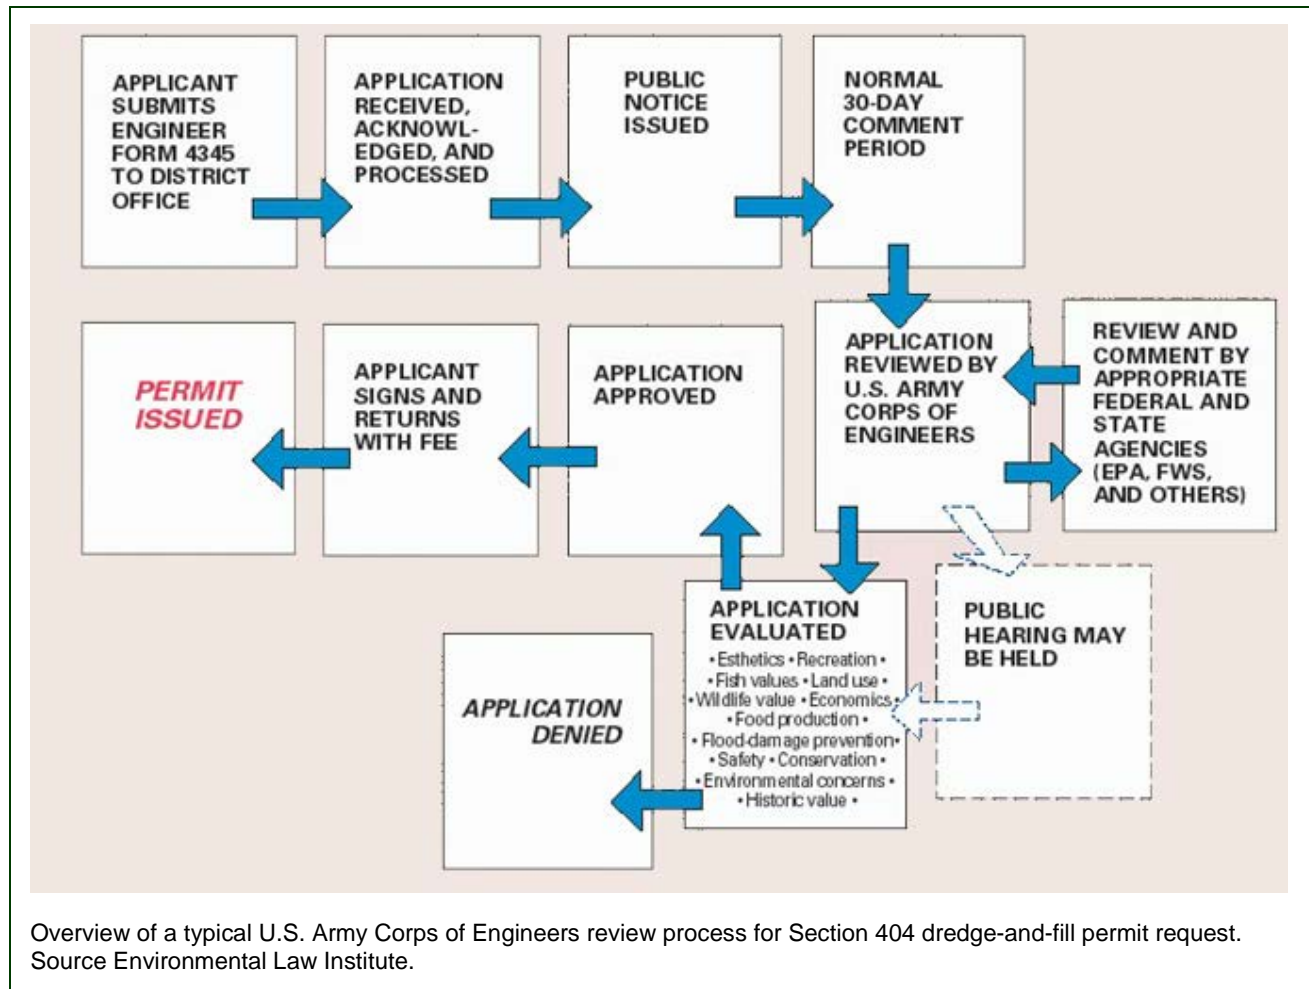 APPLICANT
SUBMITS
ENGINEER
FORM 4345
TO DISTRICT
OFFICE
APPLICATION
RECEIVED,
ACKNOWL-
EDGED, AND
PROCESSED
PUBLIC
NOTICE
ISSUED
NORMAL
30-DAY
COMMENT
PERIOD
APPLICATION
REVIEWED BY
U.S. ARMY
CORPS OF
ENGINEERS
REVIEW AND
COMMENT BY
APPROPRIATE
FEDERAL AND
STATE
AGENCIES
(EPA, FWS,
AND OTHERS)
PUBLIC
HEARING MAY
BE HELD
APPLICATION
EVALUATED
• Esthetics • Recreation •
• Fish values • Land use •
• Wildlife value • Economics •
• Food production •
• Flood-damage prevention •
• Safety • Conservation •
• Environmental concerns •
• Historic value •
APPLICATION
DENIED
APPLICATION
APPROVED
APPLICANT
SIGNS AND
RETURNS
WITH FEE
PERMIT
ISSUED
Overview of a typical U.S. Army Corps of Engineers review process for Section 404 dredge-and-fill permit request.
Source Environmental Law Institute.